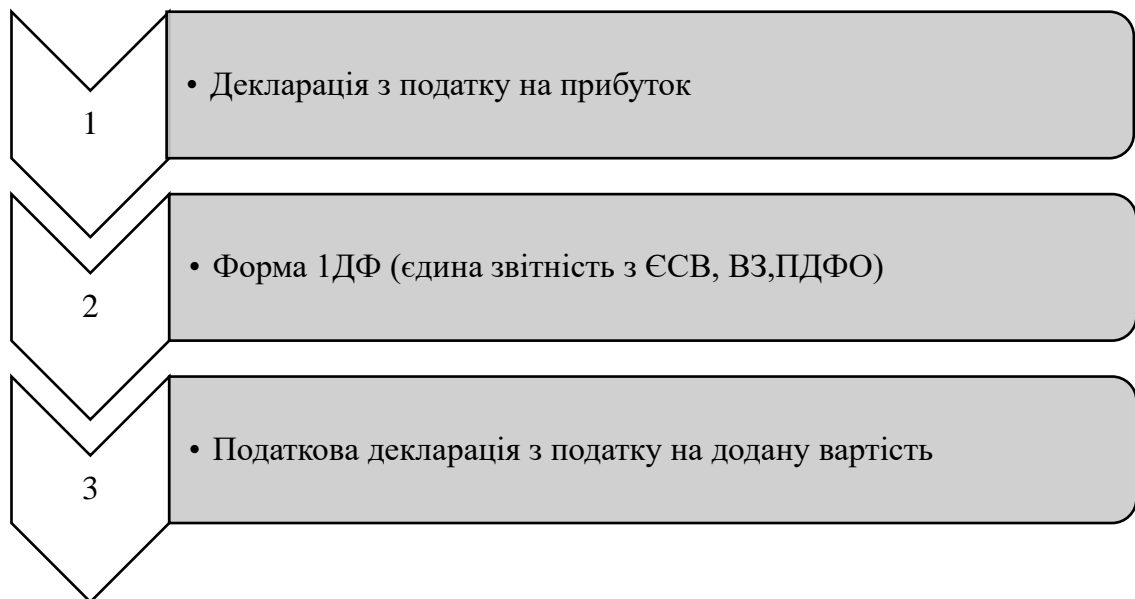 1
• Декларація з податку на прибуток
2
• Форма 1ДФ (єдина звітність з ЄСВ, ВЗ,ПДФО)
3
• Податкова декларація з податку на додану вартість